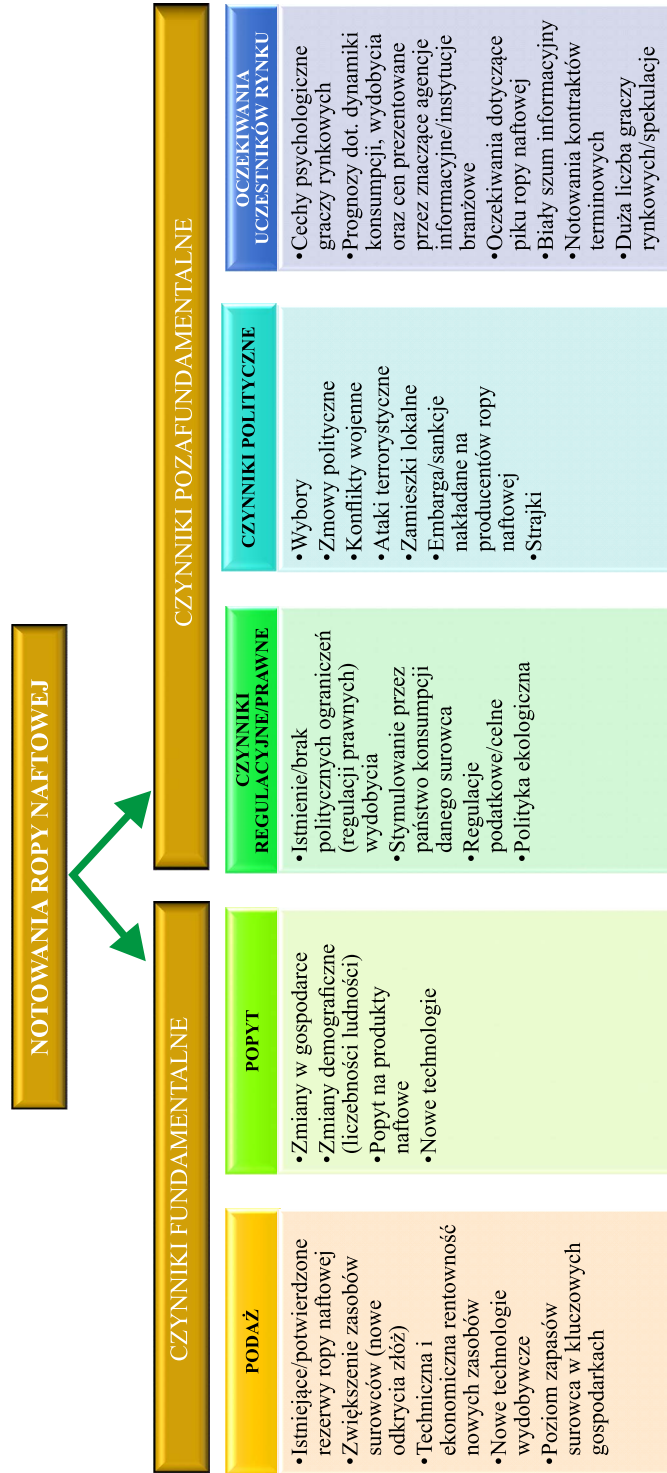 NOTOWANIA ROPY NAFTOWEJ
CZYNNIKI FUNDAMENTALNE
CZYNNIKI POZAFUNDAMENTALNE
PODAŻ
•Istniejące/potwierdzone
rezerwy ropy naftowej
•Zwiększenie zasobów
surowców (nowe
odkrycia złóż)
•Techniczna i
ekonomiczna rentowność
nowych zasobów
•Nowe technologie
wydobywcze
•Poziom zapasów
surowca w kluczowych
gospodarkach
POPYT
•Zmiany w gospodarce
•Zmiany demograficzne
(liczebności ludności)
•Popyt na produkty
naftowe
•Nowe technologie
CZYNNIKI
REGULACYJNE/PRAWNE
•Istnienie/brak
politycznych ograniczeń
(regulacji prawnych)
wydobycia
•Stymulowanie przez
państwo konsumpcji
danego surowca
•Regulacje
podatkowe/celne
•Polityka ekologiczna
CZYNNIKI POLITYCZNE
•Wybory
•Zmowy polityczne
•Konflikty wojenne
•Ataki terrorystyczne
•Zamieszki lokalne
•Embarga/sankcje
nakładane na
producentów ropy
naftowej
•Strajki
OCZEKIWANIA
UCZESTNIKÓW RYNKU
•Cechy psychologiczne
graczy rynkowych
•Prognozy dot. dynamiki
konsumpcji, wydobycia
oraz cen prezentowane
przez znaczące agencje
informacyjne/instytucje
branżowe
•Oczekiwania dotyczące
piku ropy naftowej
•Biały szum informacyjny
•Notowania kontraktów
terminowych
•Duża liczba graczy
rynkowych/spekulacje